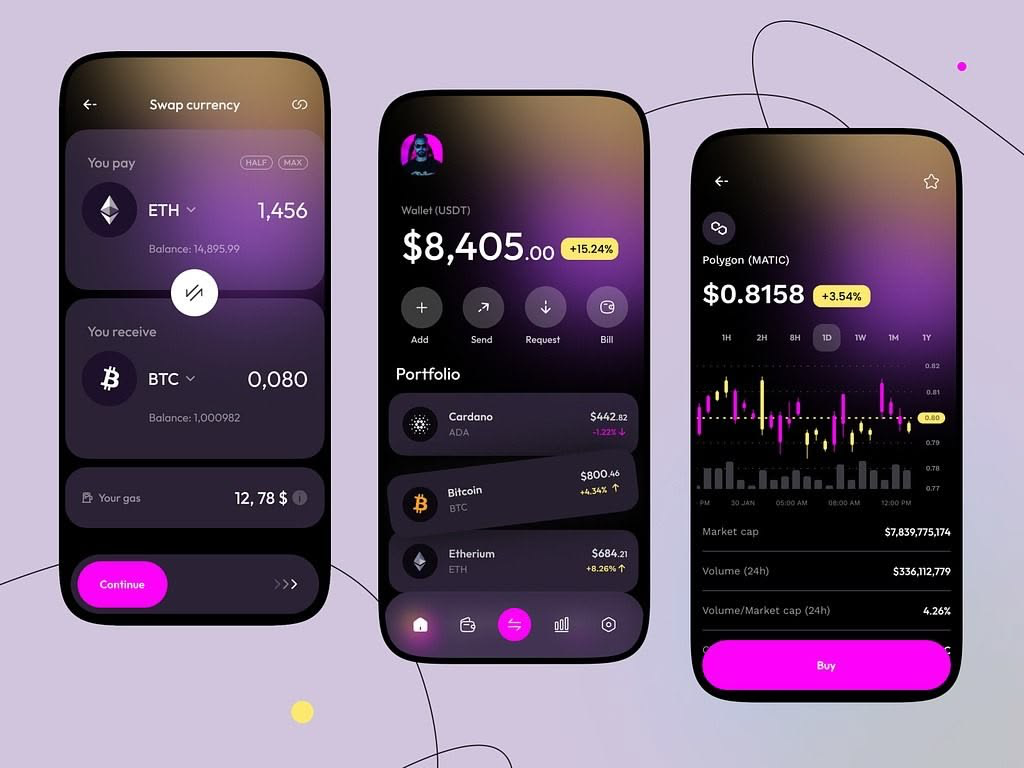 Swap currency
You pay
HALF MAX
ETH 1,456
Balance: 14,895.99
You receive
BTC 0,080
Balance: 1,000982
Your gas 12, 78 $
Continue
Wallet (USDT)
$8,405.00 +15.24%
Add Send Request Bill
Portfolio
Cardano $442.82
ADA -1.22%
Bitcoin $800.46
BTC +4.34%
Etherium $684.21
ETH +8.26%
Polygon (MATIC)
$0.8158 +3.54%
1H 2H 8H 1D 1W 1M 1Y
0.82
0.81
0.80
0.79
0.78
0.77
PM 30 JAN 05:00 AM 08:00 AM 12:00 PM
Market cap $7,839,775,174
Volume (24h) $336,112,779
Volume/Market cap (24h) 4.26%
Buy